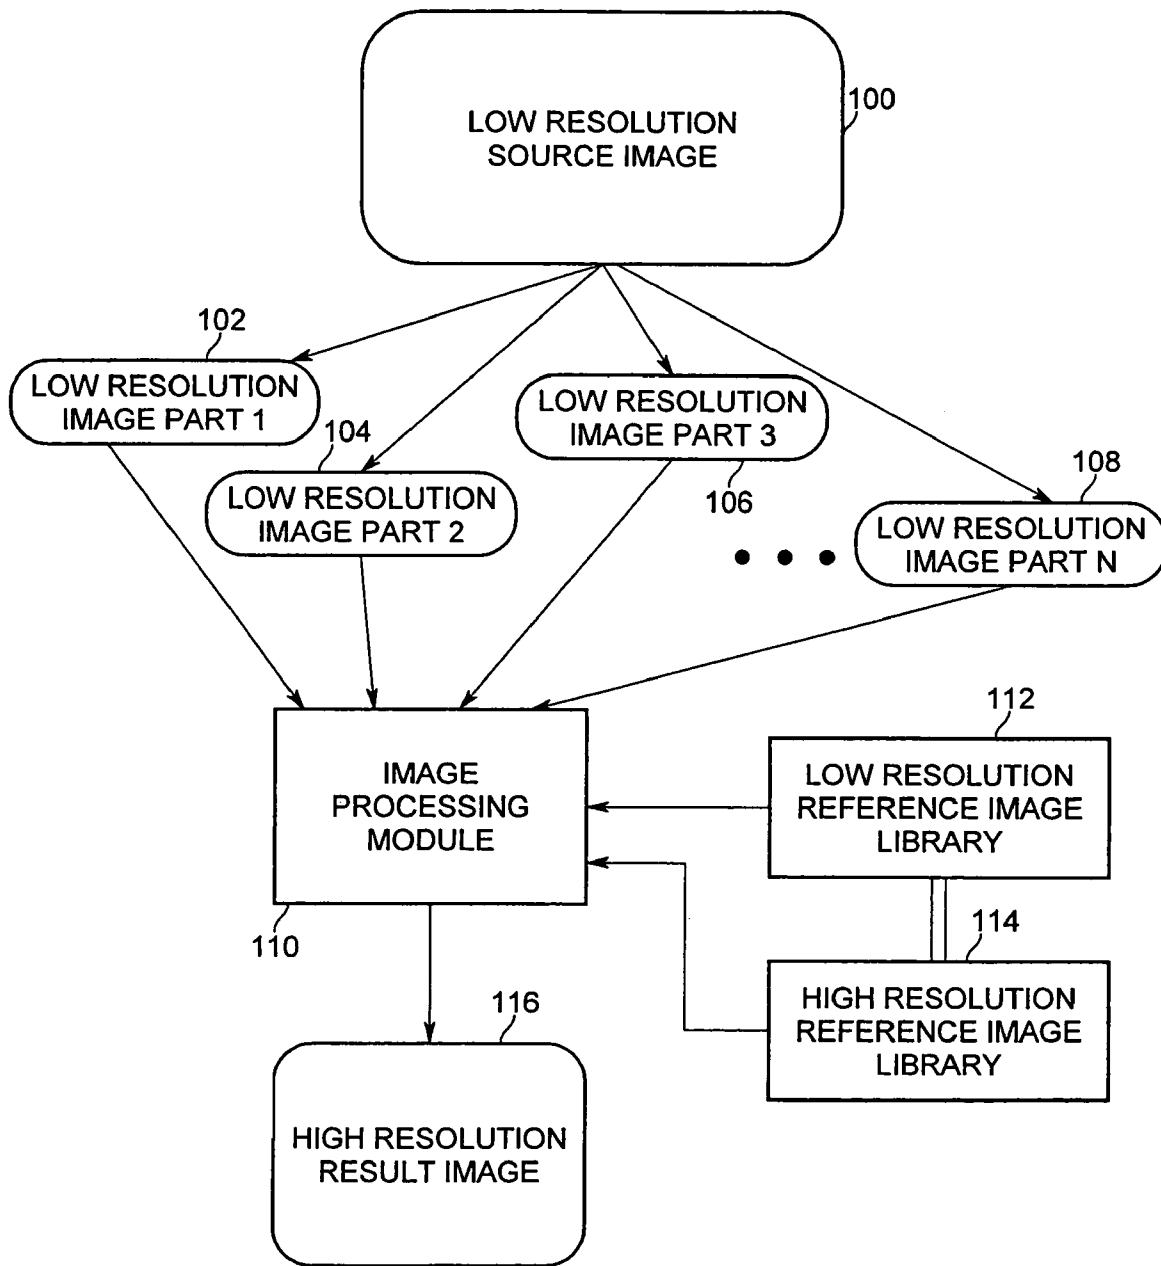 LOW RESOLUTION
SOURCE IMAGE
100
102
LOW RESOLUTION
IMAGE PART 1
104
LOW RESOLUTION
IMAGE PART 2
LOW RESOLUTION
IMAGE PART 3
106
108
LOW RESOLUTION
IMAGE PART N
IMAGE
PROCESSING
MODULE
110
112
LOW RESOLUTION
REFERENCE IMAGE
LIBRARY
114
HIGH RESOLUTION
REFERENCE IMAGE
LIBRARY
116
HIGH RESOLUTION
RESULT IMAGE